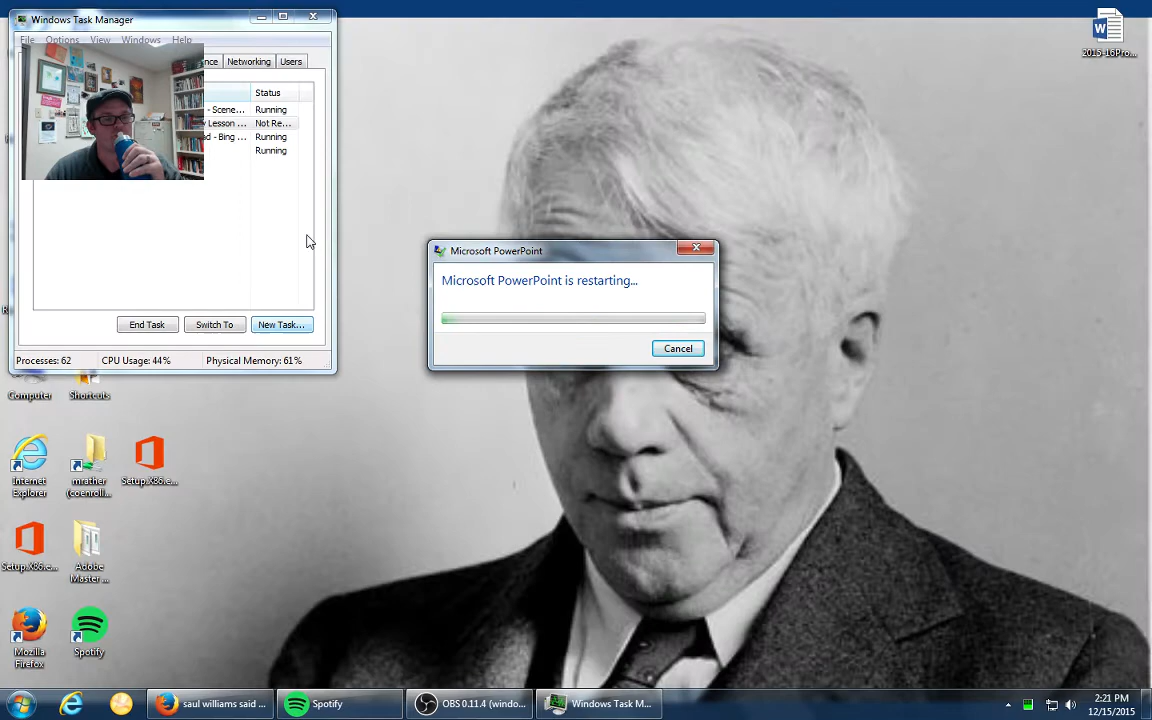 Windows Task Manager
File Options View Windows Help
Networking Users
Status
- Scene... Running
Lesson ... Not Re...
- Bing ... Running
Running
End Task Switch To New Task...
Processes: 62 CPU Usage: 44% Physical Memory: 61%
Microsoft PowerPoint
Microsoft PowerPoint is restarting...
Cancel
2015-16Pro...
Computer
Shortcuts
Internet
Explorer
mrather
(coenroll...
Setup.X86.e...
Setup.X86.e...
Adobe
Master ...
Mozilla
Firefox
Spotify
saul williams said ...
Spotify
OBS 0.11.4 (windo...
Windows Task M...
2:21 PM
12/15/2015